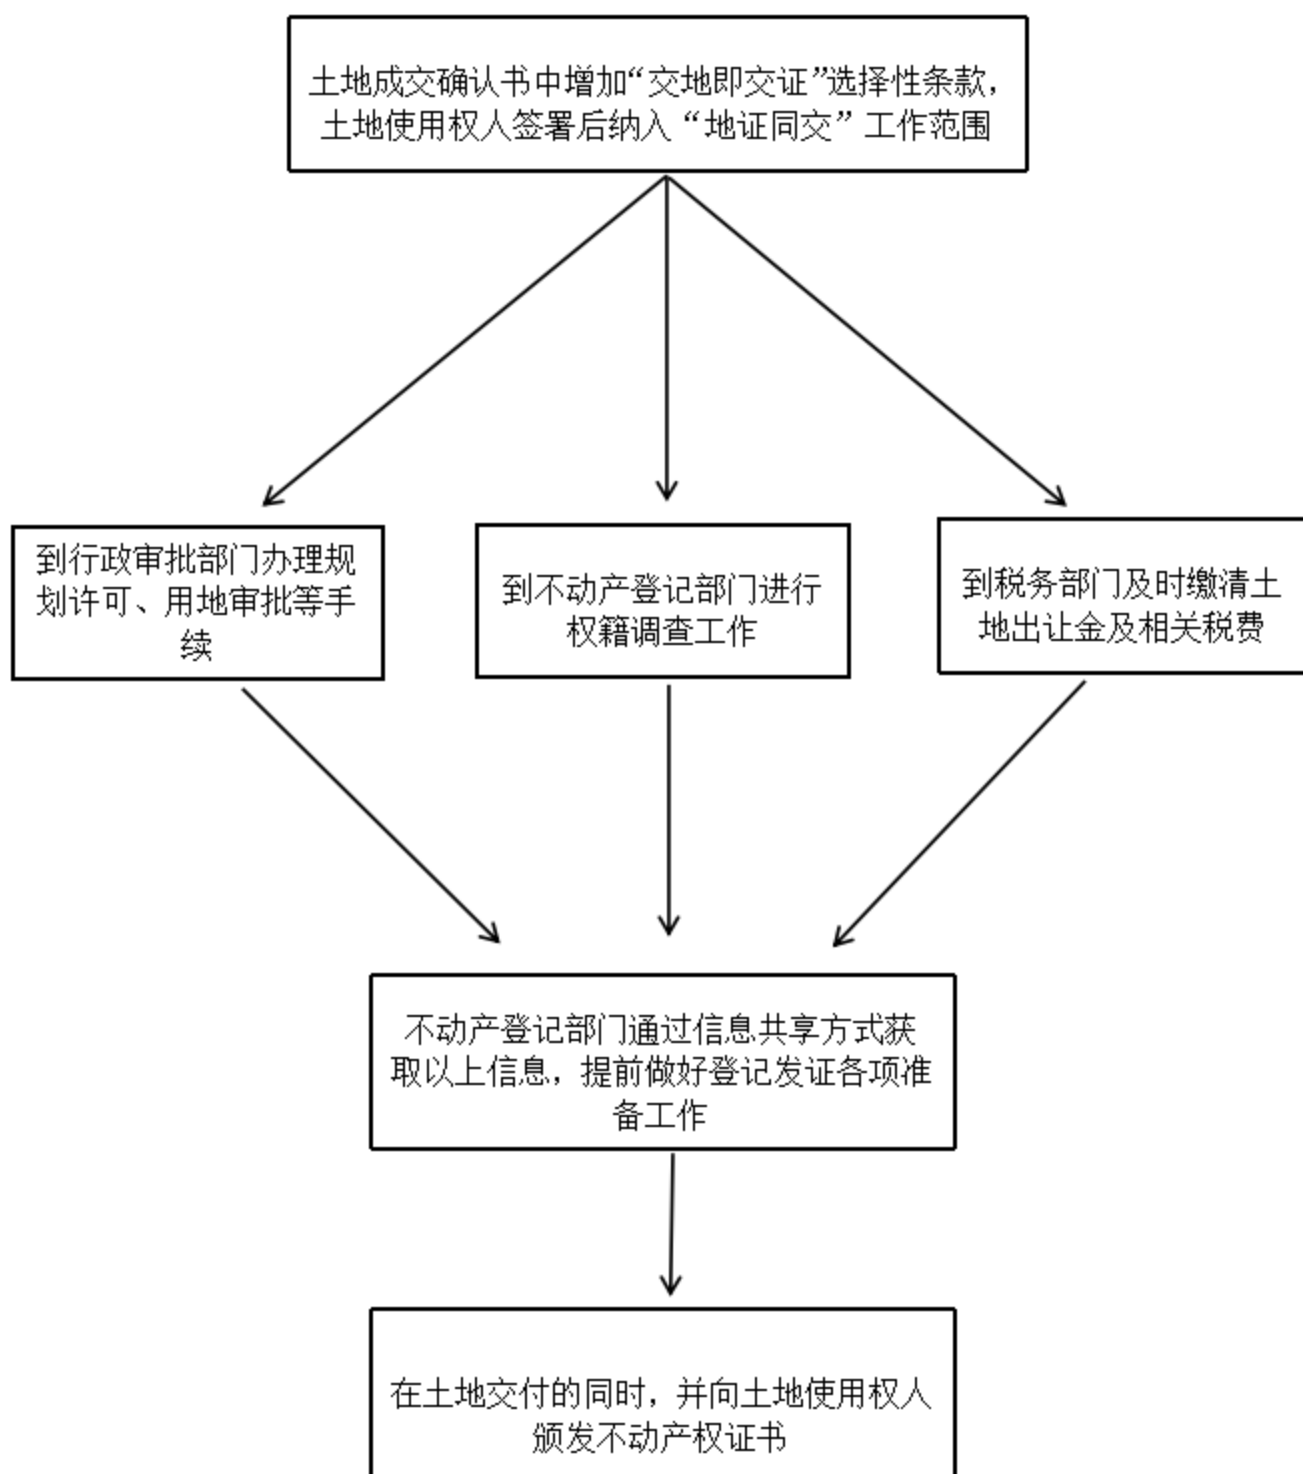 土地成交确认书中增加“交地即交证”选择性条款，
土地使用权人签署后纳入“地证同交”工作范围
到行政审批部门办理规
划许可、用地审批等手
续
到不动产登记部门进行
权籍调查工作
到税务部门及时缴清土
地出让金及相关税费
不动产登记部门通过信息共享方式获
取以上信息，提前做好登记发证各项准
备工作
在土地交付的同时，并向土地使用权人
颁发不动产权证书